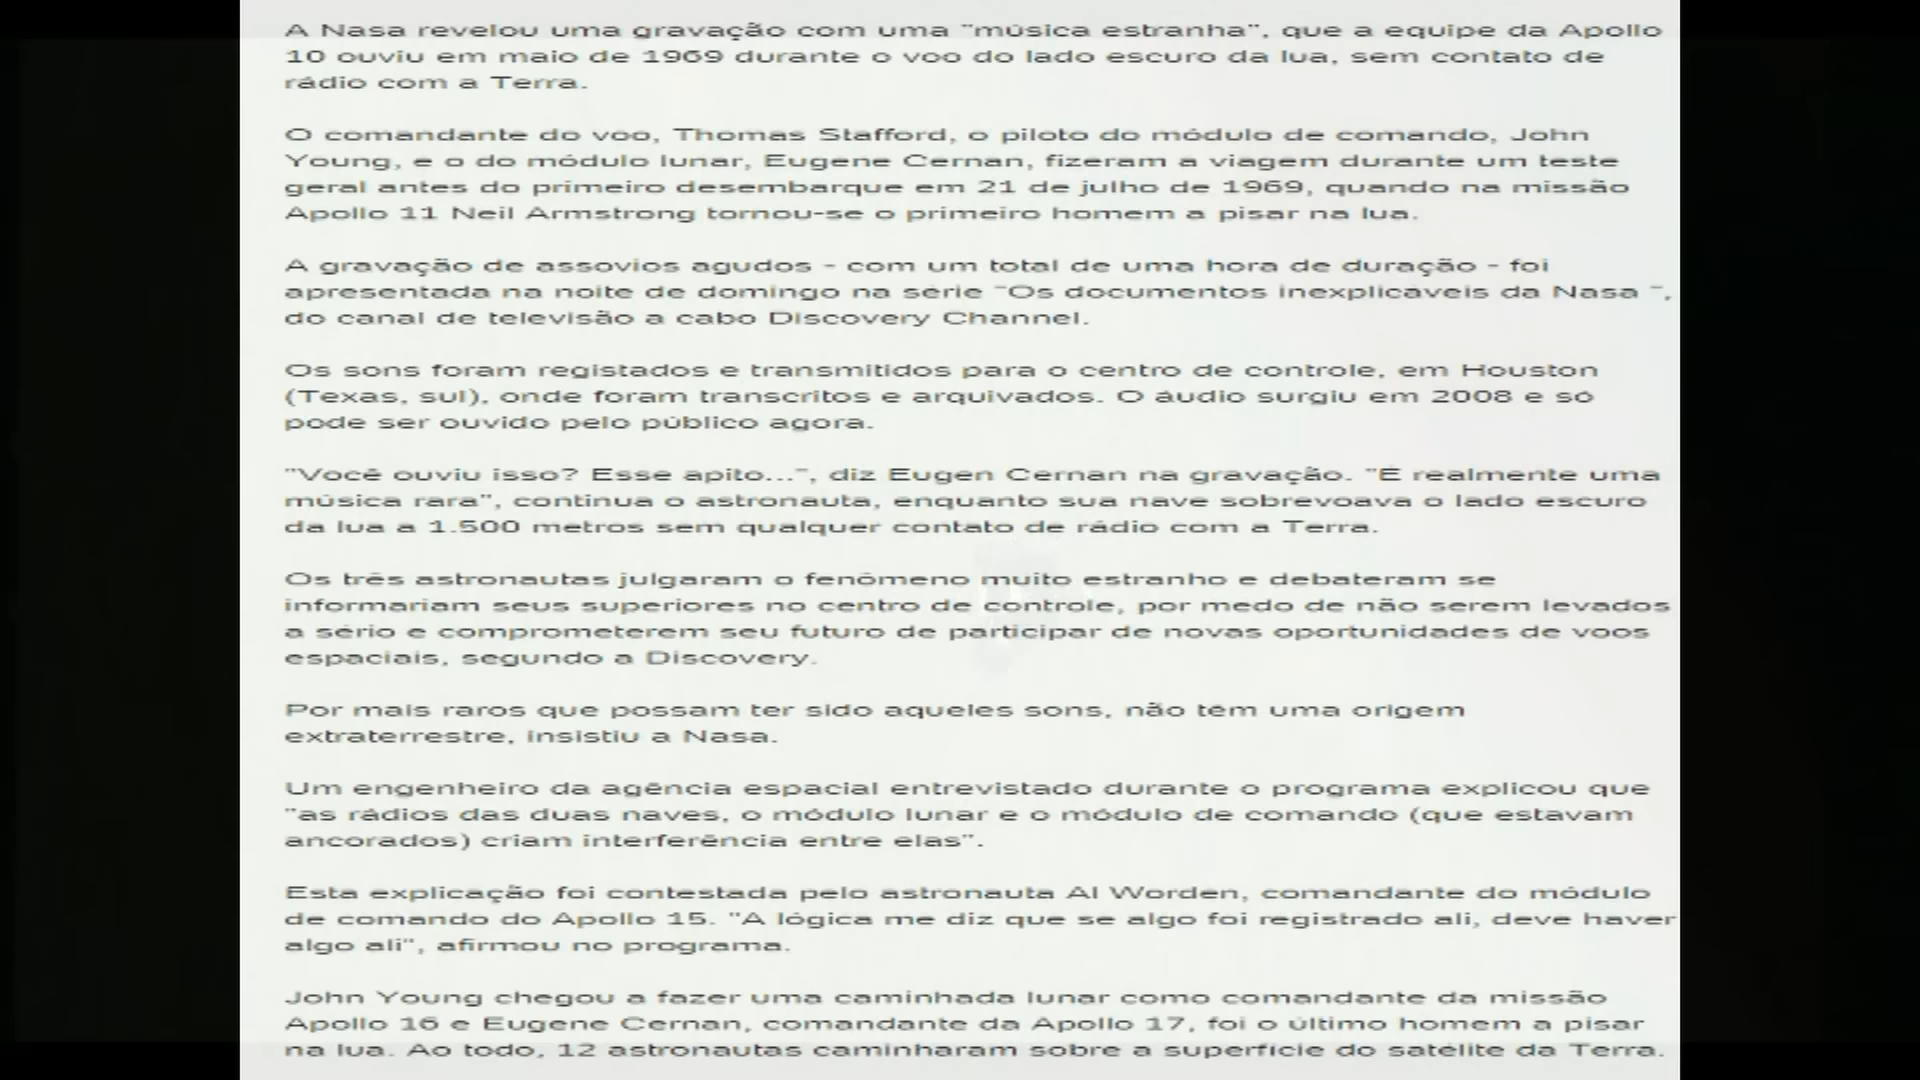 A Nasa revelou uma gravação com uma "música estranha", que a equipe da Apollo
10 ouviu em maio de 1969 durante o voo do lado escuro da lua, sem contato de
rádio com a Terra.
O comandante do voo, Thomas Stafford, o piloto do módulo de comando, John
Young, e o do módulo lunar, Eugene Cernan, fizeram a viagem durante um teste
geral antes do primeiro desembarque em 21 de julho de 1969, quando na missão
Apollo 11 Neil Armstrong tornou-se o primeiro homem a pisar na lua.
A gravação de assovios agudos - com um total de uma hora de duração - foi
apresentada na noite de domingo na série "Os documentos inexplicáveis da Nasa ",
do canal de televisão a cabo Discovery Channel.
Os sons foram registados e transmitidos para o centro de controle, em Houston
(Texas, sul), onde foram transcritos e arquivados. O áudio surgiu em 2008 e só
pode ser ouvido pelo público agora.
"Você ouviu isso? Esse apito...", diz Eugen Cernan na gravação. "É realmente uma
música rara", continua o astronauta, enquanto sua nave sobrevoava o lado escuro
da lua a 1.500 metros sem qualquer contato de rádio com a Terra.
Os três astronautas julgaram o fenômeno muito estranho e debateram se
informariam seus superiores no centro de controle, por medo de não serem levados
a sério e comprometerem seu futuro de participar de novas oportunidades de voos
espaciais, segundo a Discovery.
Por mais raros que possam ter sido aqueles sons, não têm uma origem
extraterrestre, insistiu a Nasa.
Um engenheiro da agência espacial entrevistado durante o programa explicou que
"as rádios das duas naves, o módulo lunar e o módulo de comando (que estavam
ancorados) criam interferência entre elas".
Esta explicação foi contestada pelo astronauta Al Worden, comandante do módulo
de comando do Apollo 15. "A lógica me diz que se algo foi registrado ali, deve haver
algo ali", afirmou no programa.
John Young chegou a fazer uma caminhada lunar como comandante da missão
Apollo 16 e Eugene Cernan, comandante da Apollo 17, foi o último homem a pisar
na lua. Ao todo, 12 astronautas caminharam sobre a superfície do satélite da Terra.